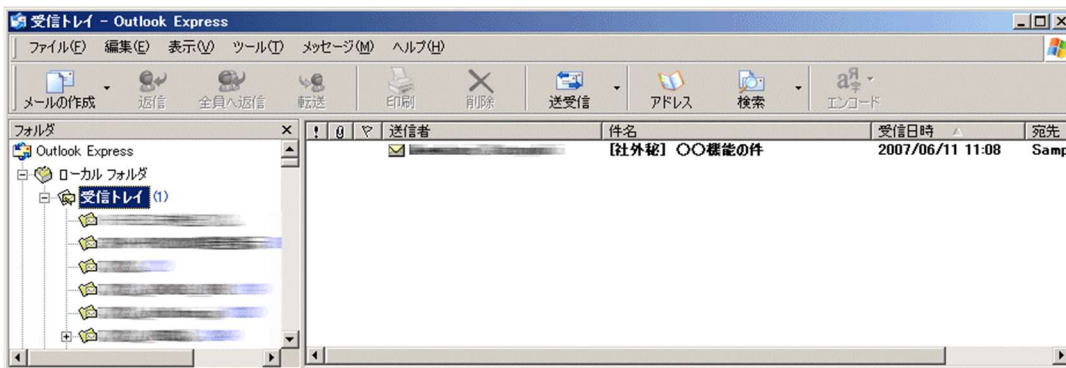 受信トレイ - Outlook Express
ファイル(F) 編集(E) 表示(V) ツール(T) メッセージ(M) ヘルプ(H)
メールの作成 返信 全員へ返信 転送 印刷 削除 送受信 アドレス 検索 エンコード
フォルダ
! 送信者 件名 受信日時 宛先
Outlook Express
[社外秘] 〇〇機能の件 2007/06/11 11:08 Samp
ローカル フォルダ
受信トレイ (1)